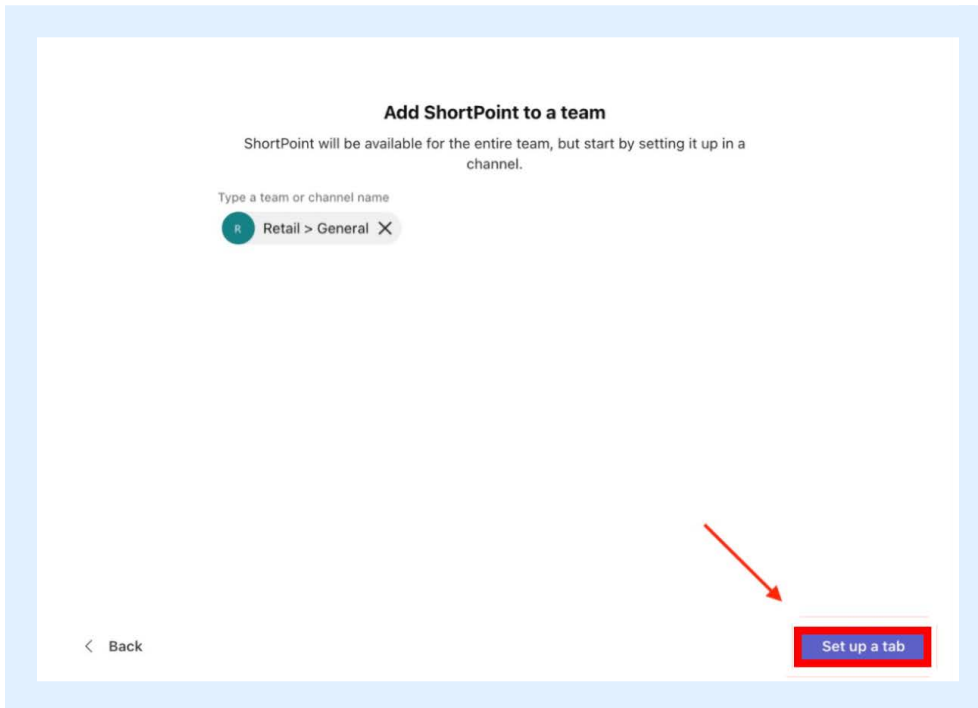 Add ShortPoint to a team
ShortPoint will be available for the entire team, but start by setting it up in a
channel.
Type a team or channel name
R Retail > General
Back
Set up a tab